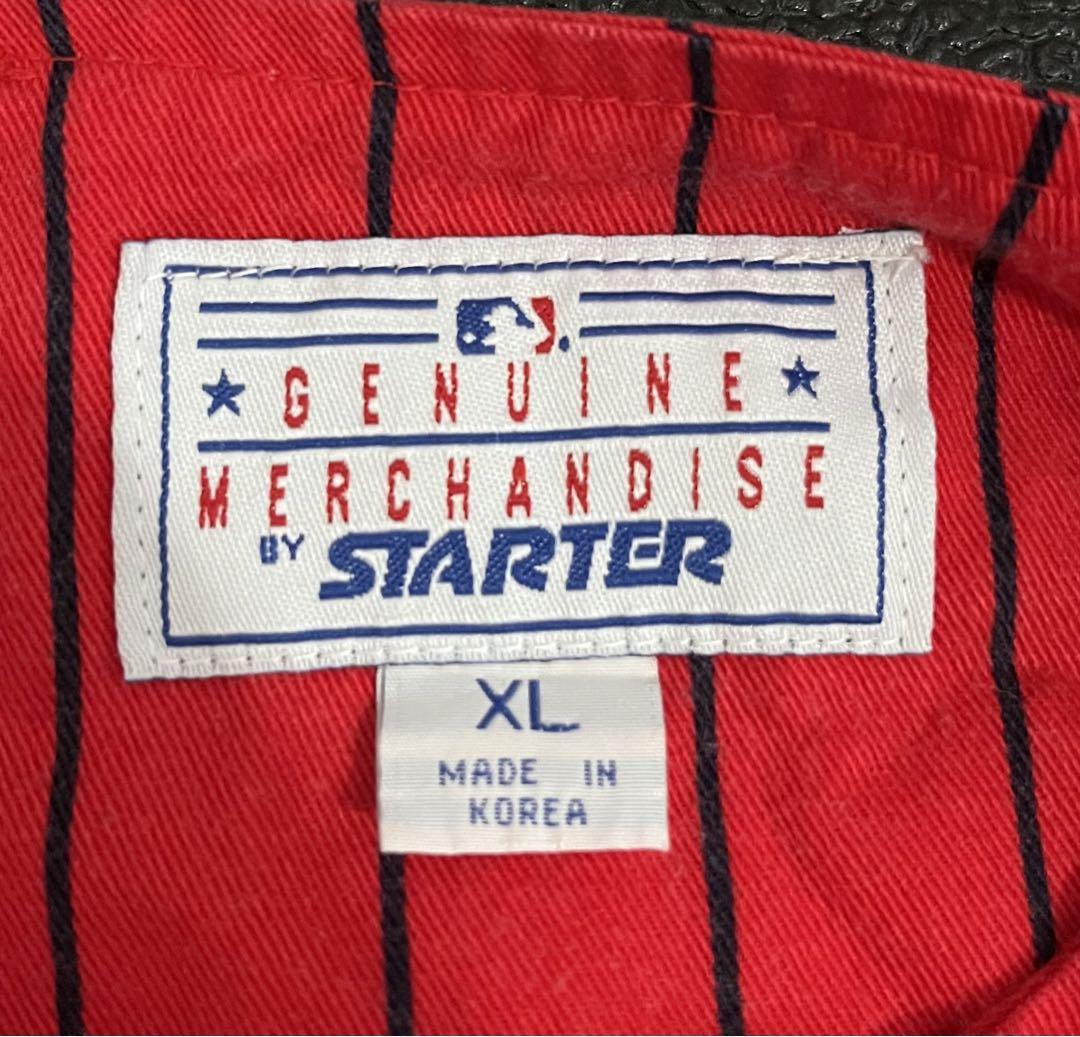 GENUINE
MERCHANDISE
BY STARTER
XL
MADE IN
KOREA